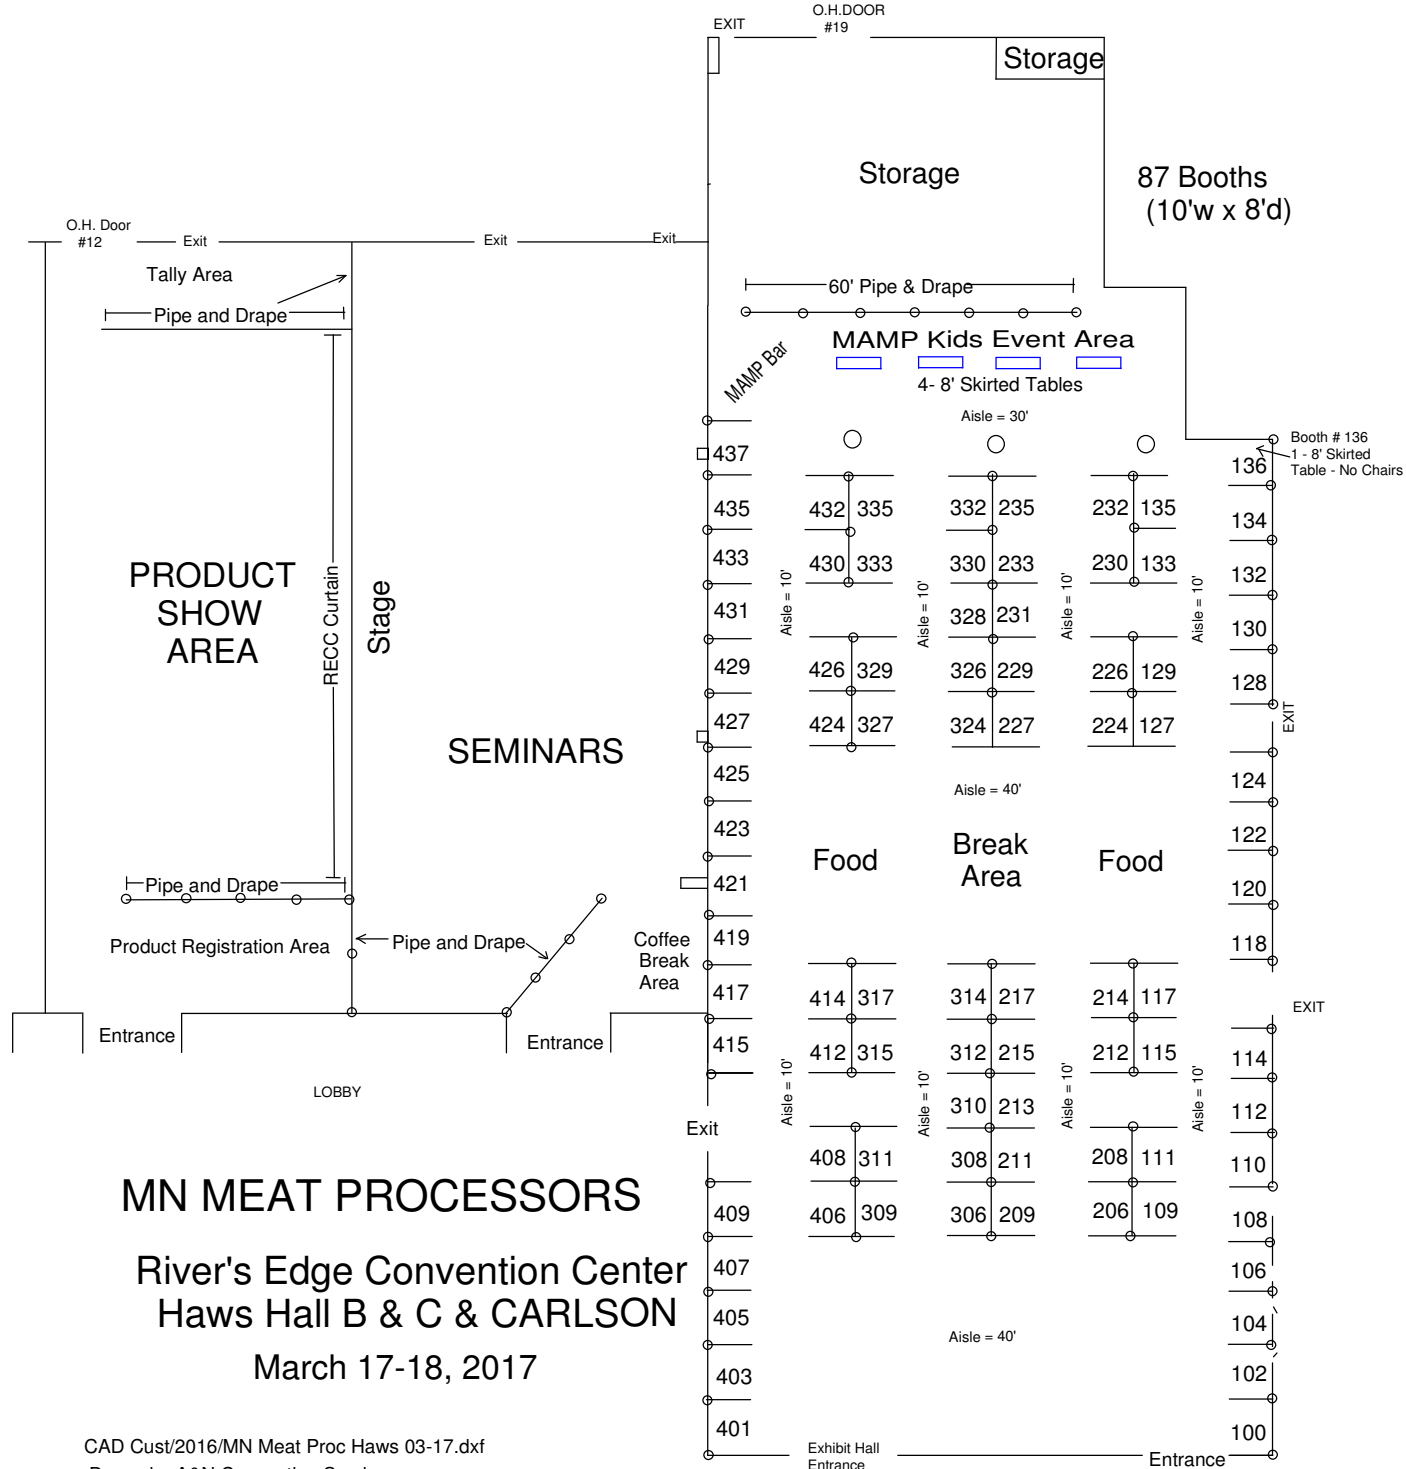 EXIT
O.H.DOOR
#19
Storage
Storage
87 Booths
(10'w x 8'd)
O.H. Door
#12
Exit
Exit
Exit
Tally Area
Pipe and Drape
60' Pipe & Drape
MAMP Kids Event Area
4- 8' Skirted Tables
MAMP Bar
Aisle = 30'
Booth # 136
1 - 8' Skirted
Table - No Chairs
PRODUCT
SHOW
AREA
RECC Curtain
Stage
SEMINARS
437
435
433
431
429
427
425
423
421
419
417
415
Exit
409
407
405
403
401
432 335
430 333
426 329
424 327
332 235
330 233
328 231
326 229
324 227
232 135
230 133
226 129
224 127
Aisle = 10'
Aisle = 10'
Aisle = 10'
Aisle = 10'
136
134
132
130
128
EXIT
124
122
120
118
EXIT
114
112
110
108
106
104
102
100
Aisle = 40'
Food
Break
Area
Food
414 317
412 315
408 311
406 309
314 217
312 215
310 213
308 211
306 209
214 117
212 115
208 111
206 109
Aisle = 10'
Aisle = 10'
Aisle = 10'
Aisle = 10'
Aisle = 40'
Pipe and Drape
Product Registration Area
Pipe and Drape
Coffee
Break
Area
Entrance
Entrance
LOBBY
MN MEAT PROCESSORS
River's Edge Convention Center
Haws Hall B & C & CARLSON
March 17-18, 2017
CAD Cust/2016/MN Meat Proc Haws 03-17.dxf
Exhibit Hall
Entrance
Entrance